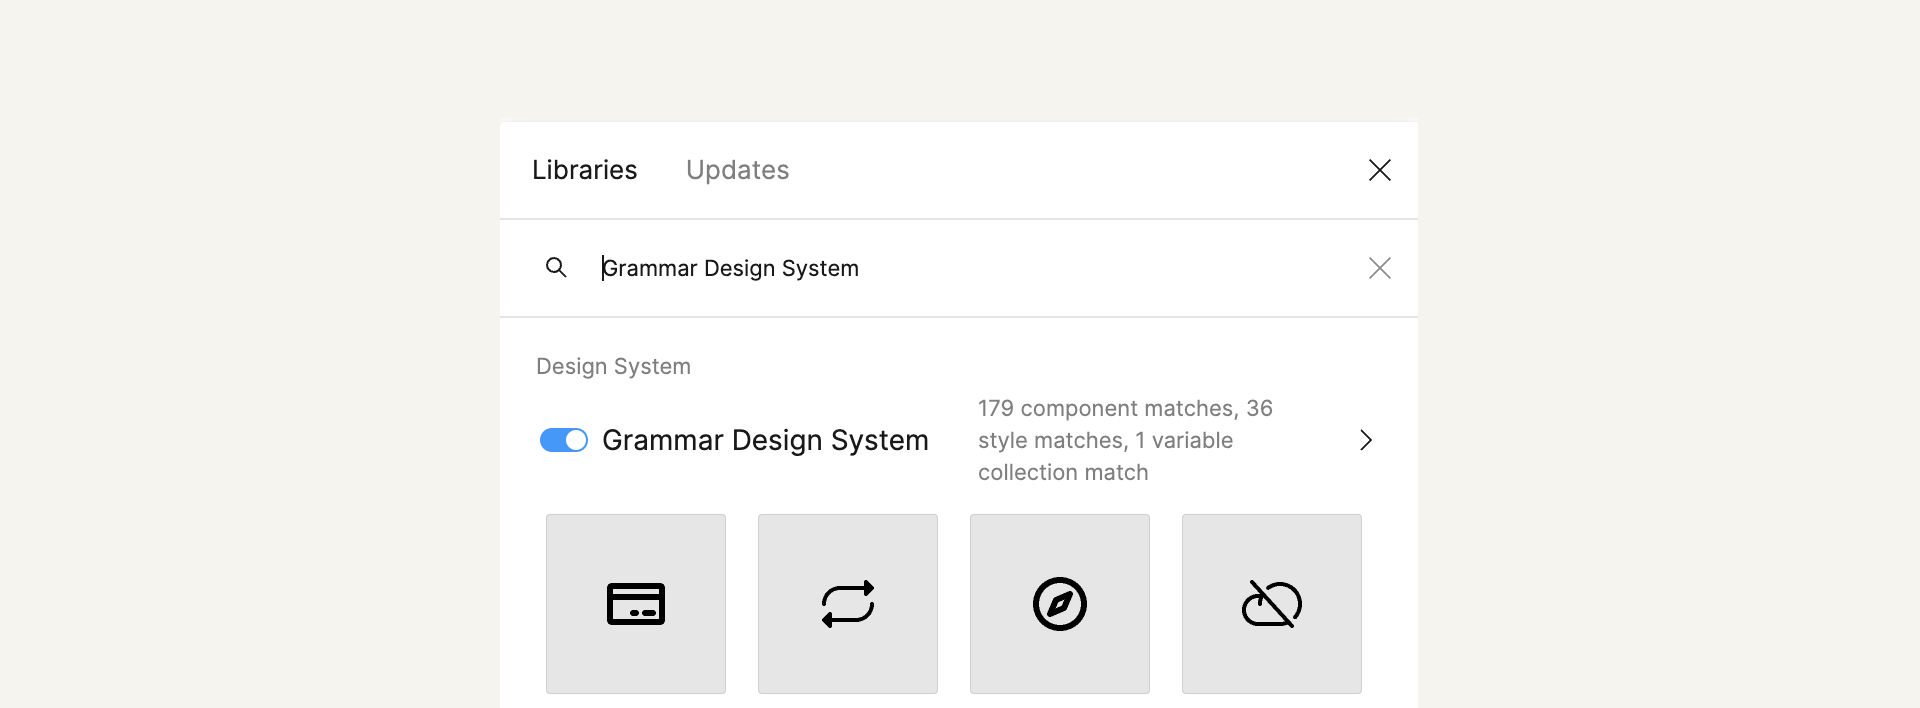 Libraries
Updates
Grammar Design System
Design System
Grammar Design System
179 component matches, 36
style matches, 1 variable
collection match